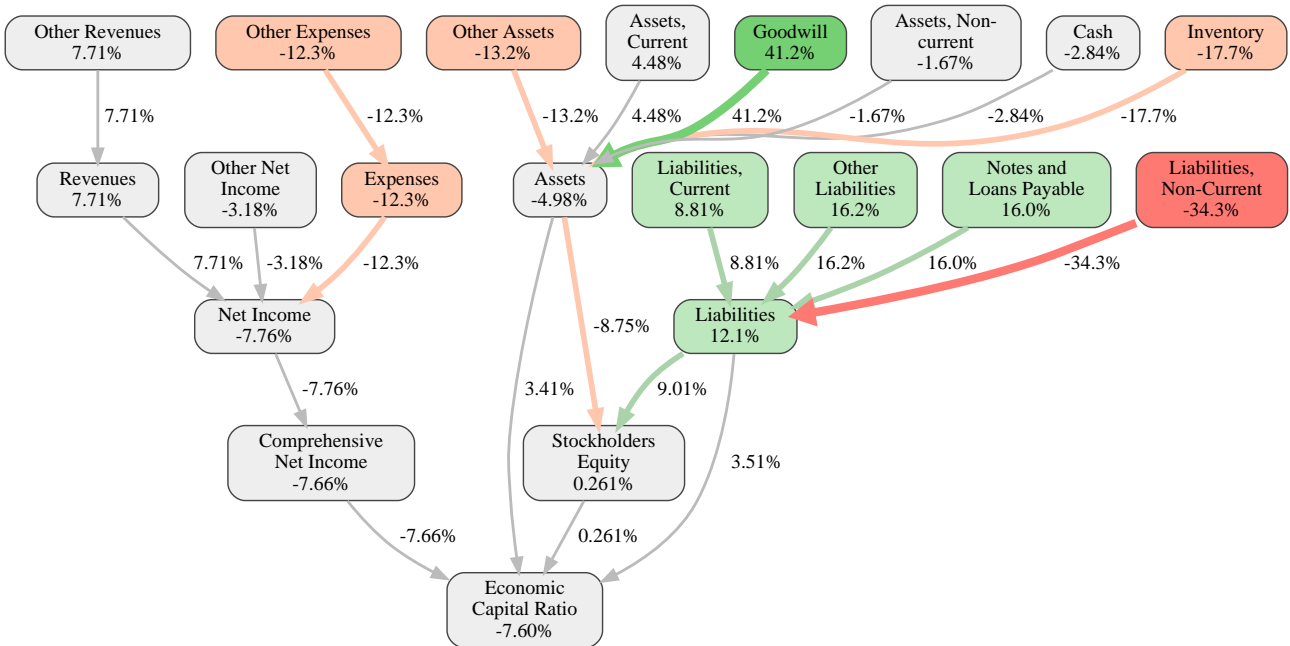 Other Revenues
7.71%
Other Expenses
-12.3%
Other Assets
-13.2%
Assets,
Current
4.48%
Goodwill
41.2%
Assets, Non-
current
-1.67%
Cash
-2.84%
Inventory
-17.7%
7.71%
-12.3%
-13.2%
4.48%
41.2%
-1.67%
-2.84%
-17.7%
Revenues
7.71%
Other Net
Income
-3.18%
Expenses
-12.3%
Assets
-4.98%
Liabilities,
Current
8.81%
Other
Liabilities
16.2%
Notes and
Loans Payable
16.0%
Liabilities,
Non-Current
-34.3%
7.71%
-3.18%
-12.3%
8.81%
16.2%
16.0%
-34.3%
Net Income
-7.76%
-8.75%
Liabilities
12.1%
-7.76%
3.41%
9.01%
Comprehensive
Net Income
-7.66%
Stockholders
Equity
0.261%
3.51%
-7.66%
0.261%
Economic
Capital Ratio
-7.60%